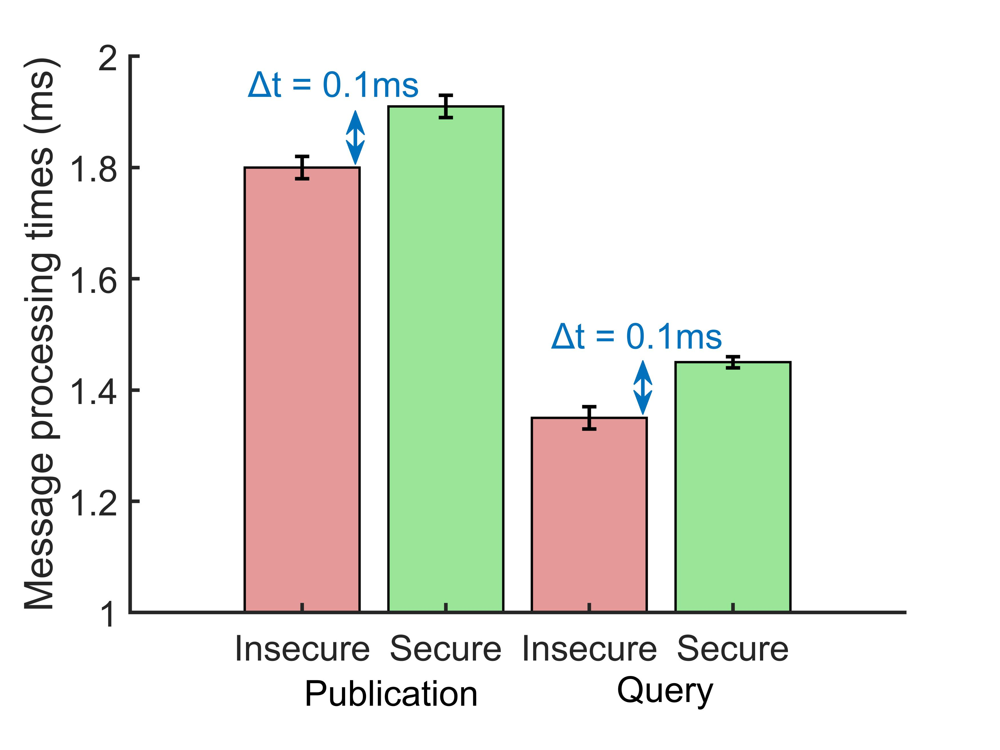 Message processing times (ms)
2
1.8
1.6
1.4
1.2
1
Δt = 0.1ms
Δt = 0.1ms
Insecure Secure Insecure Secure
Publication Query